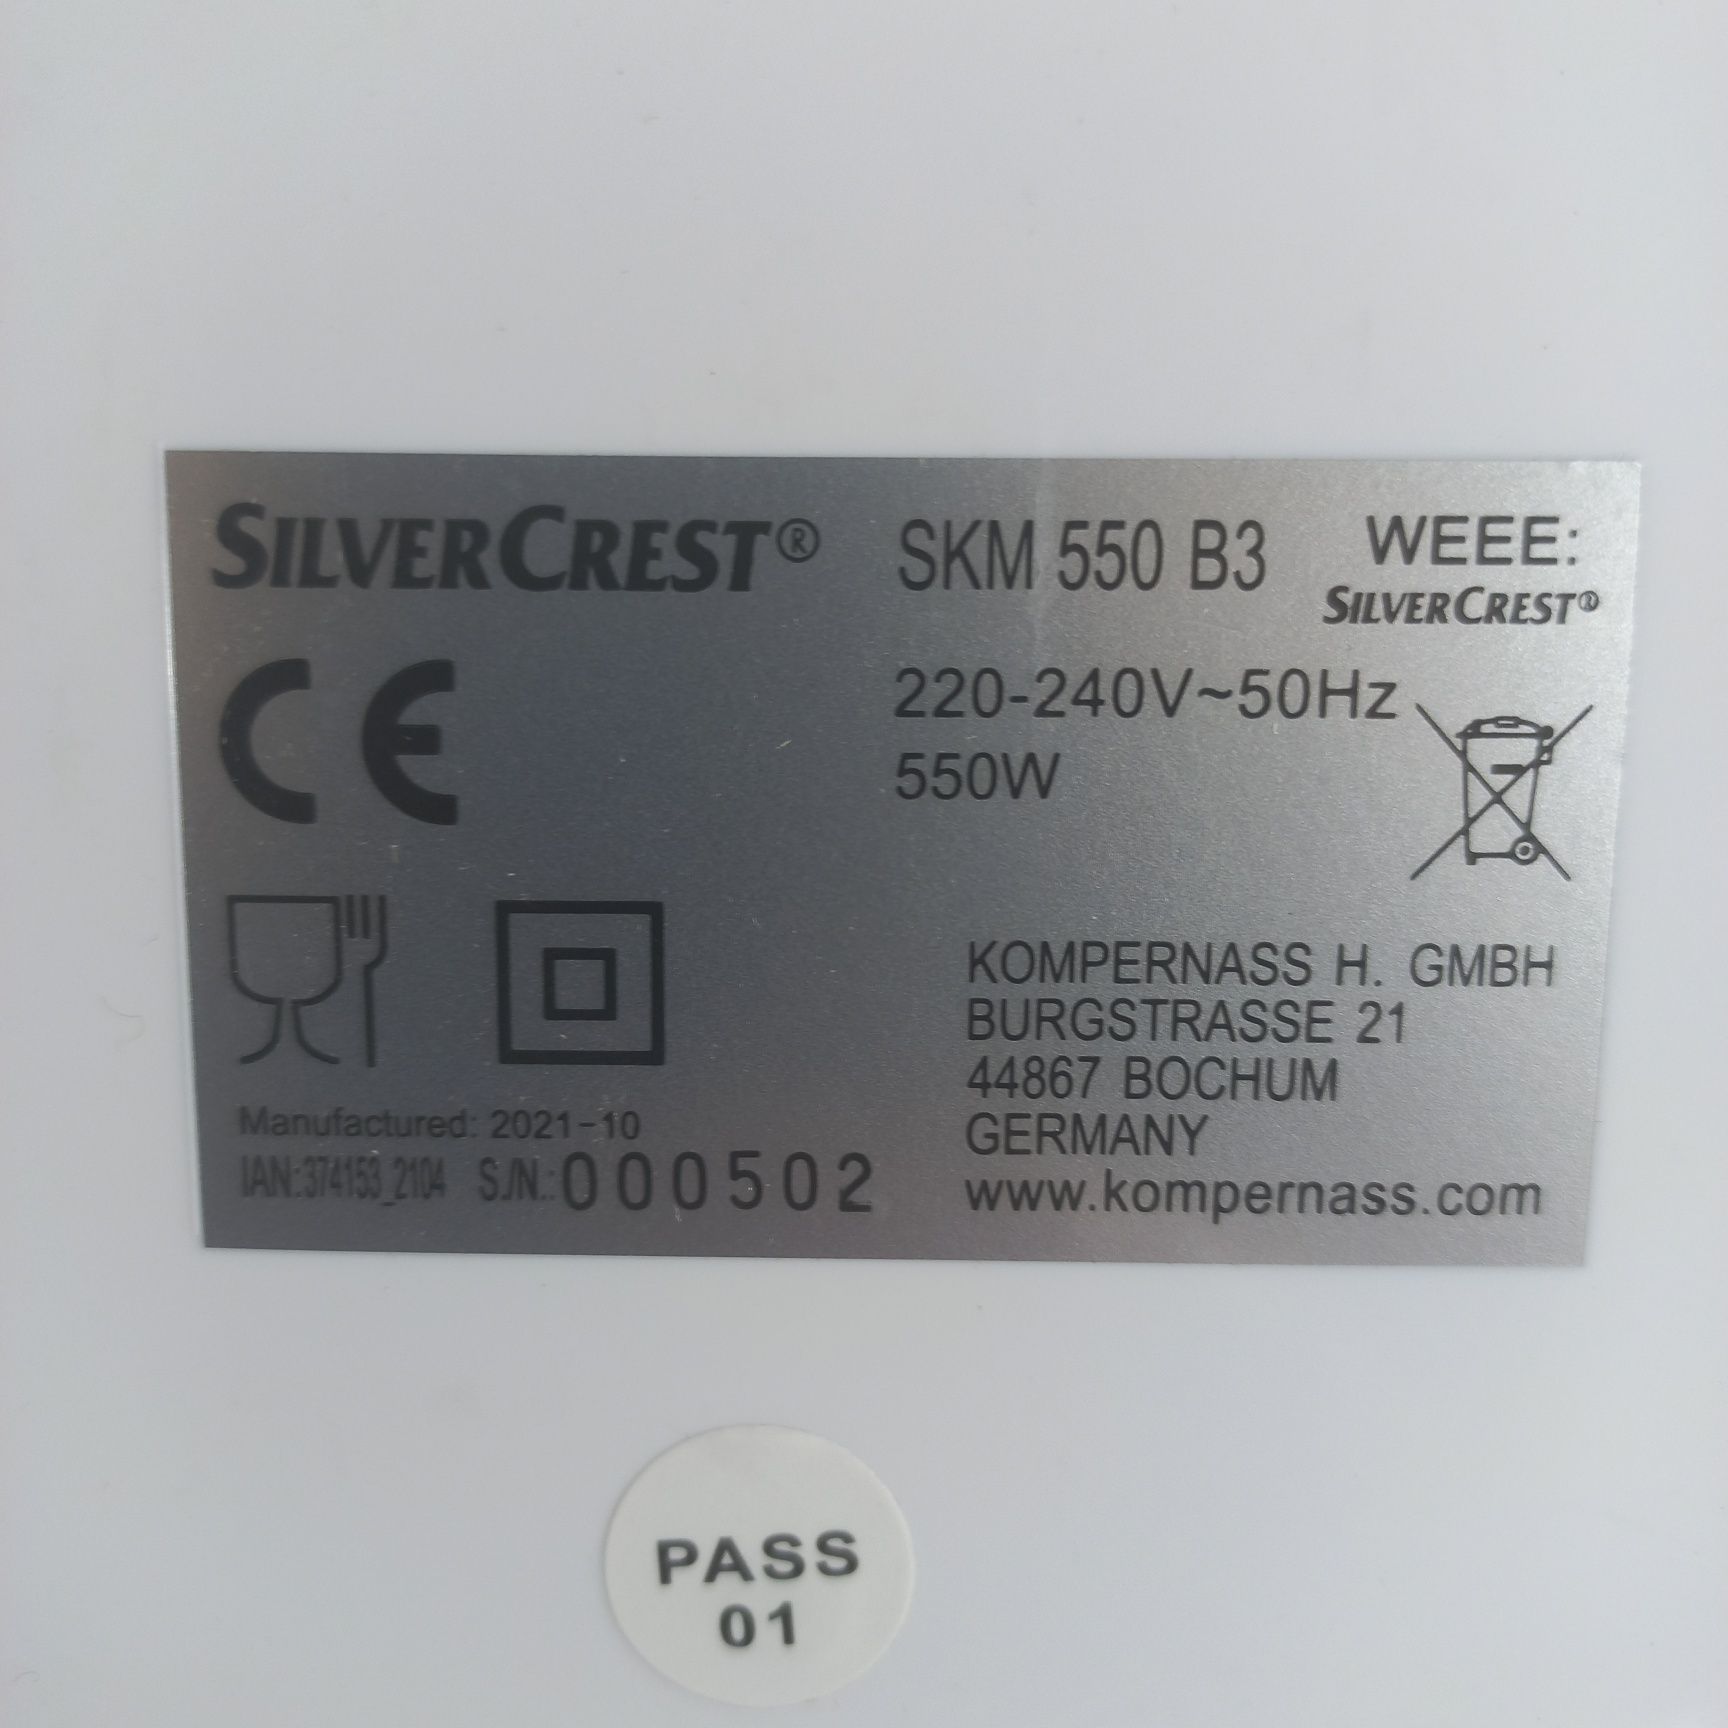 SILVERCREST® SKM 550 B3 WEEE:
SILVERCREST®
CE
220-240V~50Hz
550W
KOMPERNASS H. GMBH
BURGSTRASSE 21
44867 BOCHUM
GERMANY
www.kompernass.com
Manufactured: 2021-10
IAN:374153_2104 S./N.:000502
PASS
01